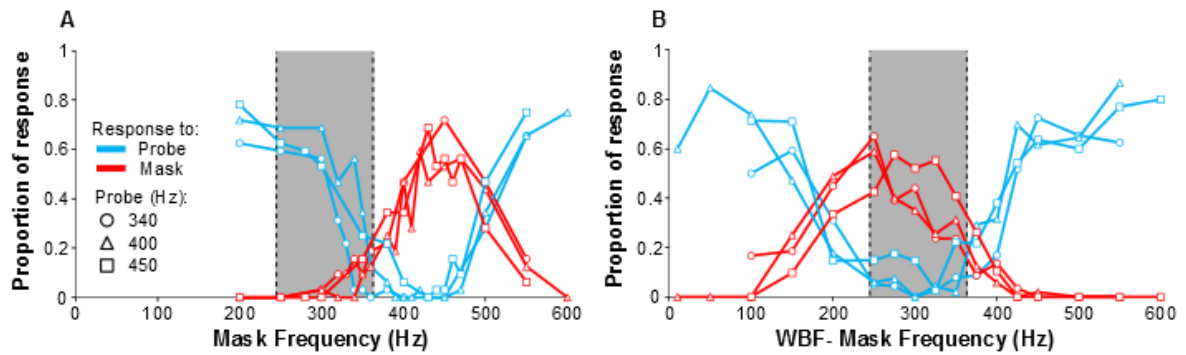 A
Proportion of response
1
0.8
0.6
0.4
0.2
0
Response to:
Probe
Mask
Probe (Hz):
340
400
450
0 100 200 300 400 500 600
Mask Frequency (Hz)
B
Proportion of response
1
0.8
0.6
0.4
0.2
0
0 100 200 300 400 500 600
WBF- Mask Frequency (Hz)